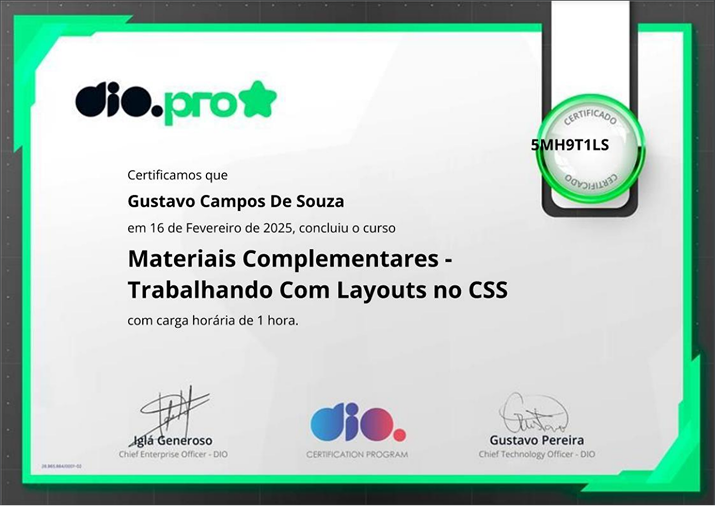 dio.pro
CERTIFICADO
5MH9T1LS
CERTIFICADO
Certificamos que
Gustavo Campos De Souza
em 16 de Fevereiro de 2025, concluiu o curso
Materiais Complementares -
Trabalhando Com Layouts no CSS
com carga horária de 1 hora.
Iglá Generoso
Chief Enterprise Officer - DIO
dio.
CERTIFICATION PROGRAM
Gustavo Pereira
Chief Technology Officer - DIO